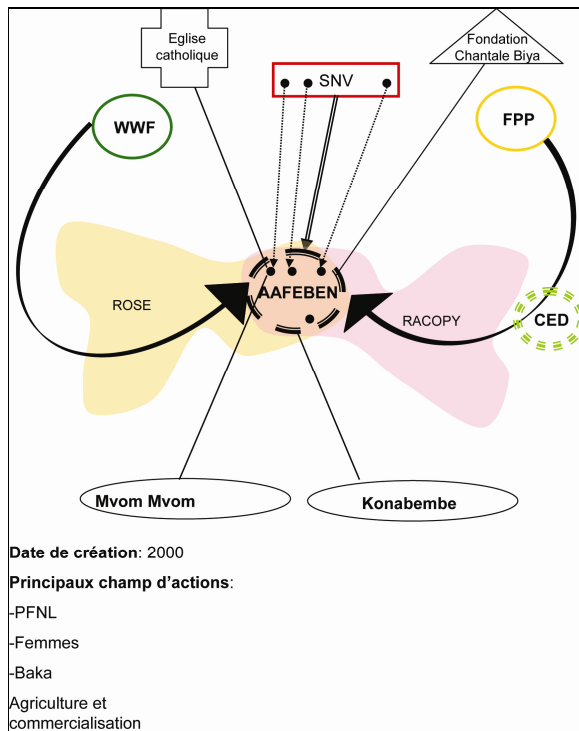 Eglise
catholique
SNV
Fondation
Chantale Biya
WWF
FPP
AAFEBEN
ROSE
RACOPY
CED
Mvom Mvom
Konabembe
Date de création: 2000
Principaux champ d'actions:
-PFNL
-Femmes
-Baka
Agriculture et
commercialisation